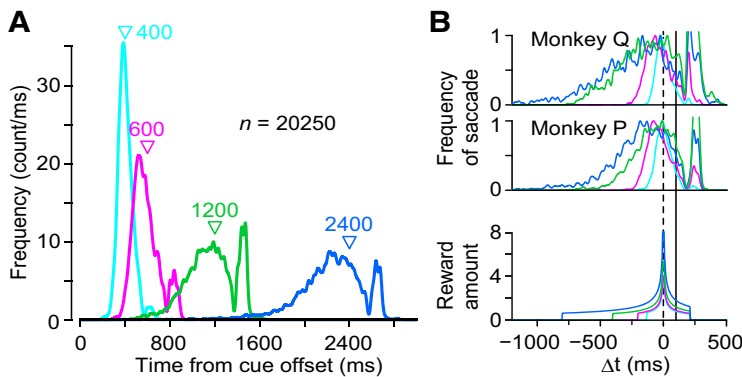 A
400
600
1200
2400
n = 20250
Frequency (count/ms)
30
20
10
0
0 800 1600 2400
Time from cue offset (ms)
B
Monkey Q
1
0
Monkey P
1
0
Frequency
of saccade
Reward
amount
8
4
0
−1000 −500 0 500
Δt (ms)